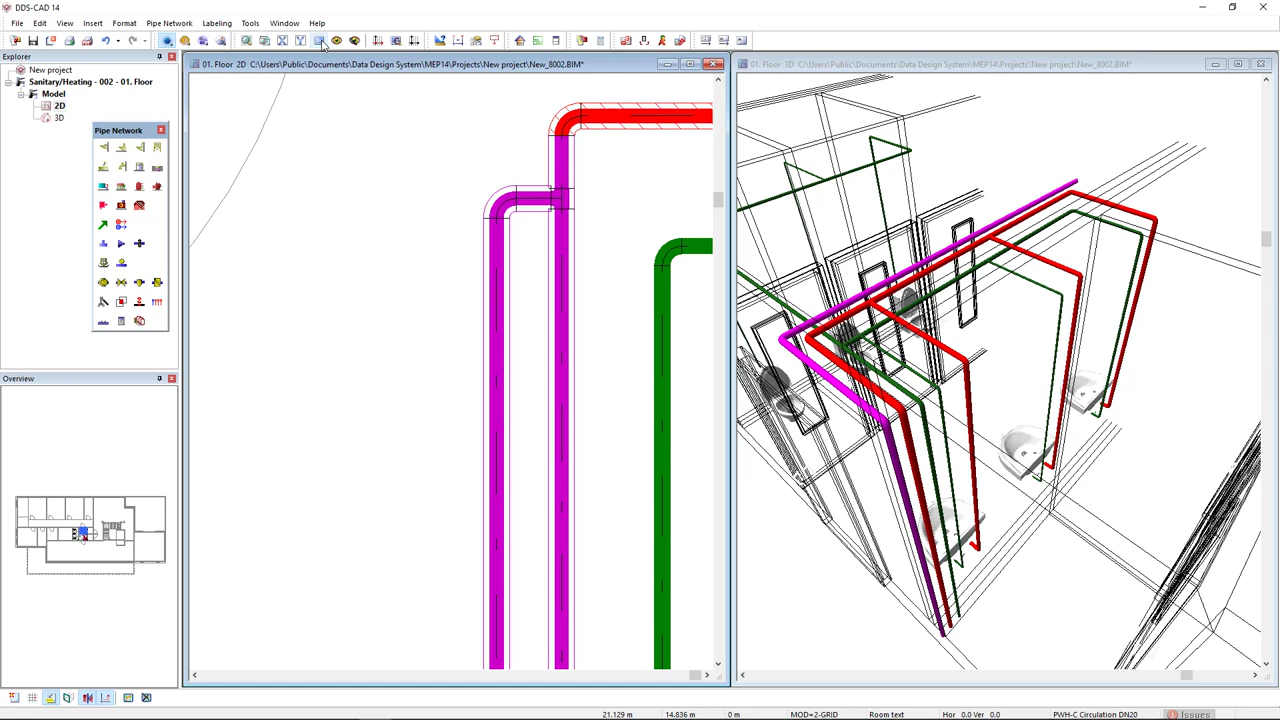 DDS-CAD 14
File Edit View Insert Format Pipe Network Labeling Tools Window Help
Explorer
New project
Sanitary/Heating - 002 - 01. Floor
Model
2D
3D
Pipe Network
Overview
01. Floor 2D C:\Users\Public\Documents\Data Design System\MEP14\Projects\New project\New_8002.BIM*
01. Floor 3D C:\Users\Public\Documents\Data Design System\MEP14\Projects\New project\New_8002.BIM*
21.129 m 14.836 m 0 m MOD=2-GRID Room text Hor 0.0 Ver 0.0 PWH-C Circulation DN20 Issues